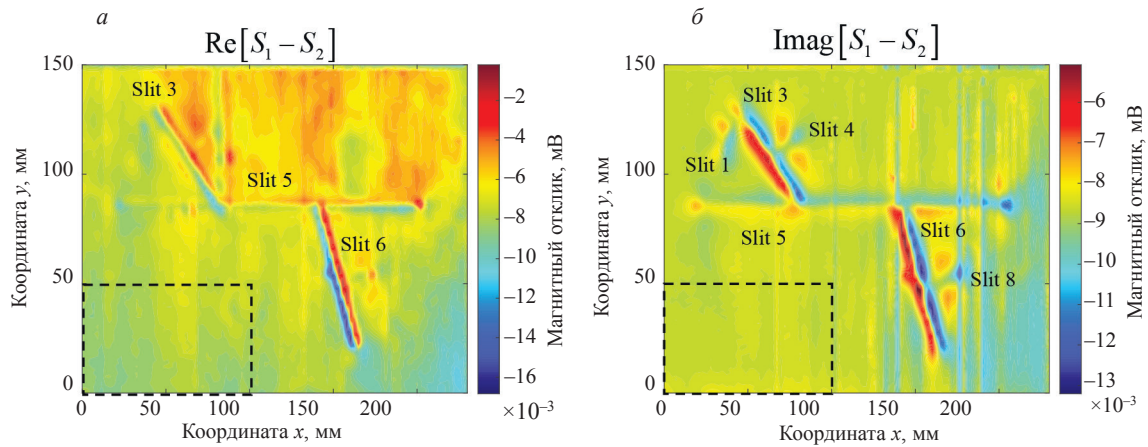 а
Re[S₁ – S₂]
Slit 3
Slit 5
Slit 6
150
100
50
0
Координата y, мм
0
50
100
150
200
Координата x, мм
–2
–4
–6
–8
–10
–12
–14
–16
×10⁻³
Магнитный отклик, мВ
б
Imag[S₁ – S₂]
Slit 3
Slit 4
Slit 1
Slit 5
Slit 6
Slit 8
150
100
50
0
Координата y, мм
0
50
100
150
200
Координата x, мм
–6
–7
–8
–9
–10
–11
–12
–13
×10⁻³
Магнитный отклик, мВ